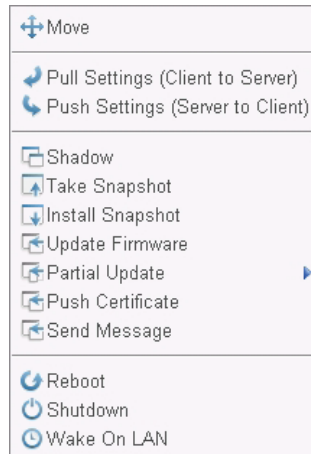 Move
Pull Settings (Client to Server)
Push Settings (Server to Client)
Shadow
Take Snapshot
Install Snapshot
Update Firmware
Partial Update
Push Certificate
Send Message
Reboot
Shutdown
Wake On LAN